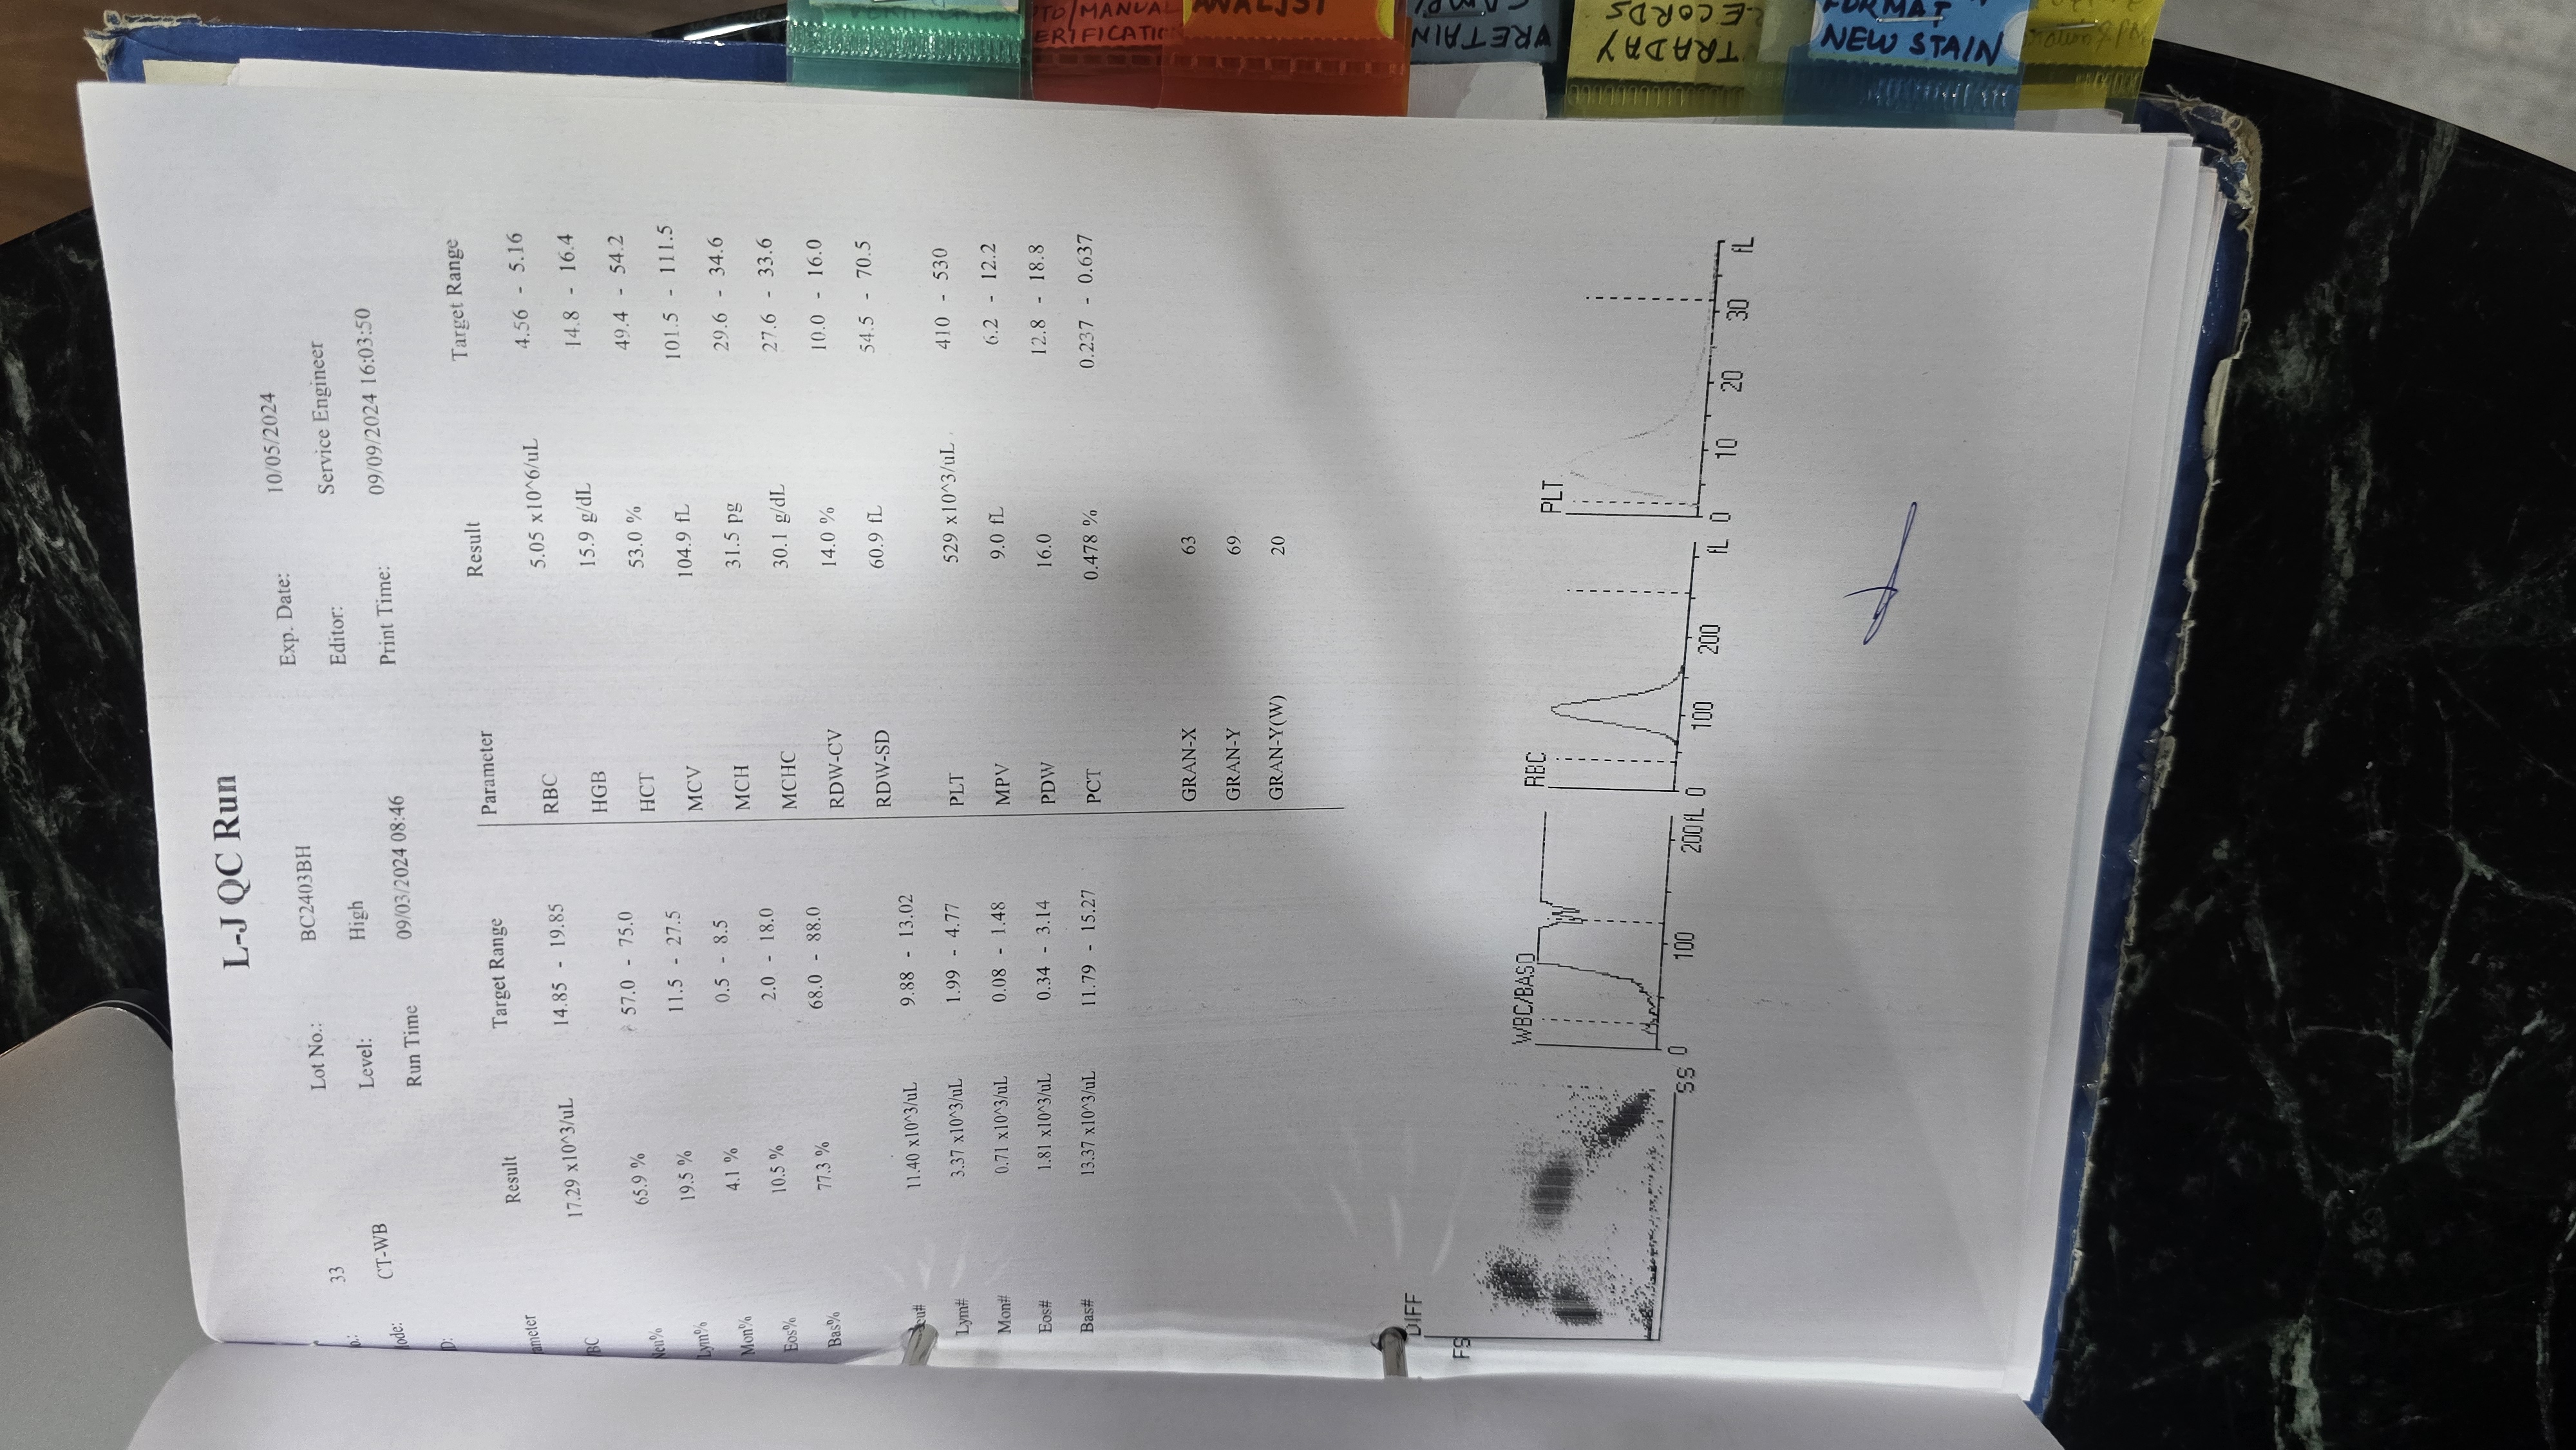 L-J QC Run
o.: 33 Lot No.: BC2403BH Exp. Date: 10/05/2024
ode: CT-WB Level: High Editor: Service Engineer
D: Run Time 09/03/2024 08:46 Print Time: 09/09/2024 16:03:50
ameter Result Target Range Parameter Result Target Range
BC 17.29 x10^3/uL 14.85 - 19.85 RBC 5.05 x10^6/uL 4.56 - 5.16
HGB 15.9 g/dL 14.8 - 16.4
Neu% 65.9 % 57.0 - 75.0 HCT 53.0 % 49.4 - 54.2
Lym% 19.5 % 11.5 - 27.5 MCV 104.9 fL 101.5 - 111.5
Mon% 4.1 % 0.5 - 8.5 MCH 31.5 pg 29.6 - 34.6
Eos% 10.5 % 2.0 - 18.0 MCHC 30.1 g/dL 27.6 - 33.6
Bas% 77.3 % 68.0 - 88.0 RDW-CV 14.0 % 10.0 - 16.0
RDW-SD 60.9 fL 54.5 - 70.5
eu# 11.40 x10^3/uL 9.88 - 13.02
Lym# 3.37 x10^3/uL 1.99 - 4.77 PLT 529 x10^3/uL 410 - 530
Mon# 0.71 x10^3/uL 0.08 - 1.48 MPV 9.0 fL 6.2 - 12.2
Eos# 1.81 x10^3/uL 0.34 - 3.14 PDW 16.0 12.8 - 18.8
Bas# 13.37 x10^3/uL 11.79 - 15.27 PCT 0.478 % 0.237 - 0.637
GRAN-X 63
GRAN-Y 69
GRAN-Y(W) 20
DIFF
FS
SS
WBC/BASO
0 100 200 fL
RBC
0 100 200 fL
PLT
0 10 20 30 fL
TO/MANUA
ERIFICATI
RETAIN
TRADAY
ECORDS
FORMAT
NEW STAIN